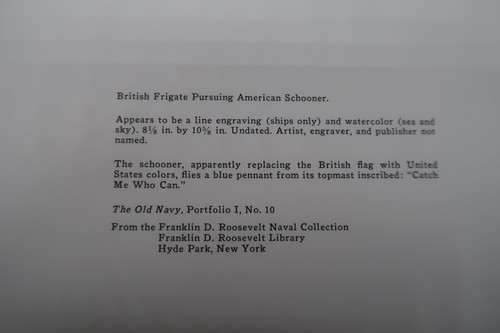 British Frigate Pursuing American Schooner.
Appears to be a line engraving (ships only) and watercolor (sea and
sky). 8⅛ in. by 10⅝ in. Undated. Artist, engraver, and publisher not
named.
The schooner, apparently replacing the British flag with United
States colors, flies a blue pennant from its topmast inscribed: “Catch
Me Who Can.”
The Old Navy, Portfolio I, No. 10
From the Franklin D. Roosevelt Naval Collection
Franklin D. Roosevelt Library
Hyde Park, New York